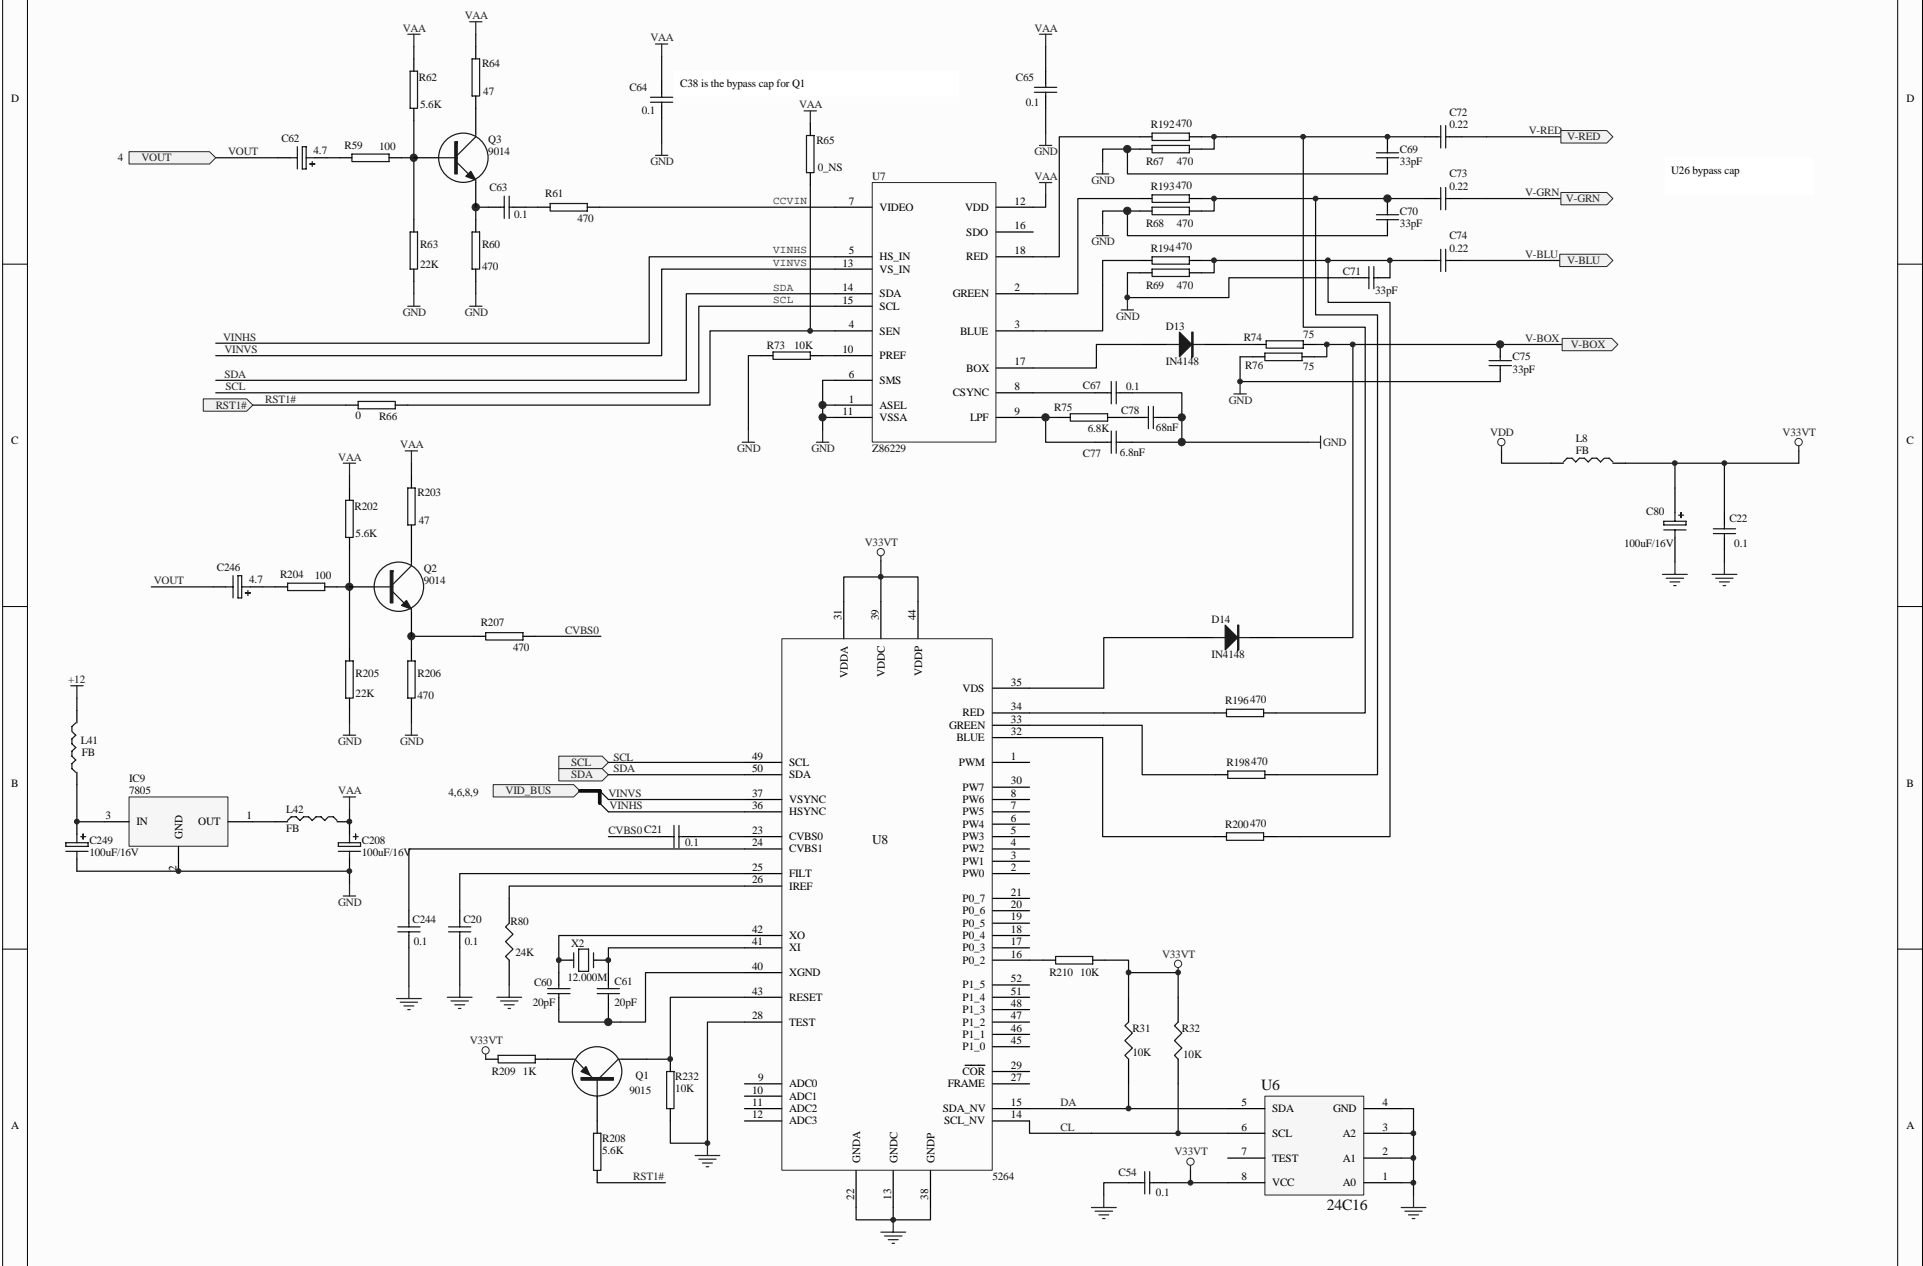 VAA
VAA
VAA
VAA
R64
47
R62
5.6K
C64
0.1
C38 is the bypass cap for Q1
C65
0.1
VAA
D
D
C72
0.22
V-RED
V-RED
R192 470
R67 470
C69
33pF
GND
4 VOUT
VOUT
C62
4.7
R59 100
Q3
9014
GND
R65
0_NS
GND
VAA
U26 bypass cap
C63
0.1
R61
470
CCVIN
U7
7 VIDEO
VDD 12
SDO 16
RED 18
GREEN 2
BLUE 3
BOX 17
CSYNC 8
LPF 9
VINHS
5 HS_IN
VINVS
13 VS_IN
SDA
14 SDA
SCL
15 SCL
4 SEN
10 PREF
6 SMS
1 ASEL
11 VSSA
Z86229
R193 470
R68 470
C73
0.22
V-GRN
V-GRN
C70
33pF
GND
R194 470
R69 470
C74
0.22
V-BLU
V-BLU
C71
33pF
GND
R63
22K
R60
470
GND
GND
VINHS
VINVS
SDA
SCL
RST1#
RST1#
0 R66
R73 10K
GND
GND
D13
IN4148
R74 75
R76 75
V-BOX
V-BOX
C75
33pF
GND
C67 0.1
R75
6.8K
C78
68nF
C77 6.8nF
GND
C
C
VAA
VAA
R203
47
R202
5.6K
VDD
L8
FB
V33VT
C80
100uF/16V
C22
0.1
VOUT
C246
4.7
R204 100
Q2
9014
R207
470
CVBS0
R205
22K
R206
470
GND
GND
V33VT
31
39
44
VDDA
VDDC
VDDP
D14
IN4148
+12
L41
FB
IC9
7805
3 IN
GND
OUT 1
2
L42
FB
VAA
C249
100uF/16V
C208
100uF/16V
GND
B
B
SCL
SCL
49 SCL
SDA
SDA
50 SDA
4,6,8,9
VID_BUS
VINVS
37 VSYNC
VINHS
36 HSYNC
CVBS0 C21
0.1
23 CVBS0
24 CVBS1
25 FILT
26 IREF
42 XO
41 XI
40 XGND
43 RESET
28 TEST
9 ADC0
10 ADC1
11 ADC2
12 ADC3
U8
VDS 35
RED 34
GREEN 33
BLUE 32
PWM 1
PW7 30
PW6 8
PW5 7
PW4 6
PW3 5
PW2 4
PW1 3
PW0 2
P0_7 21
P0_6 20
P0_5 19
P0_4 18
P0_3 17
P0_2 16
P1_5 52
P1_4 51
P1_3 48
P1_2 47
P1_1 46
P1_0 45
COR 29
FRAME 27
SDA_NV 15
SCL_NV 14
GNDA
GNDC
GNDP
22
13
38
5264
R196 470
R198 470
R200 470
C244
0.1
C20
0.1
R80
24K
X2
12.000M
C60
20pF
C61
20pF
V33VT
R209 1K
Q1
9015
R232
10K
R208
5.6K
RST1#
R210 10K
V33VT
R31
10K
R32
10K
DA
CL
U6
5 SDA
6 SCL
7 TEST
8 VCC
GND 4
A2 3
A1 2
A0 1
24C16
V33VT
C54
0.1
A
A